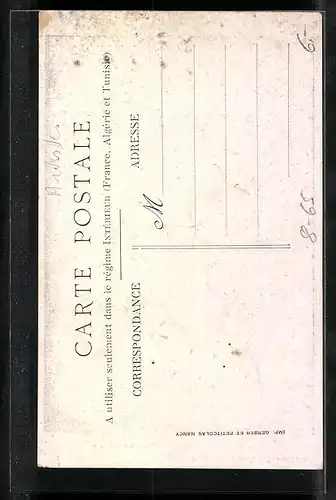 CARTE POSTALE
A utiliser seulement dans le régime INTÉRIEUR (France, Algérie et Tunisie)
CORRESPONDANCE
ADRESSE
M
IMP. GERBER ET PETITCOLAS NANCY
6.-
8-65